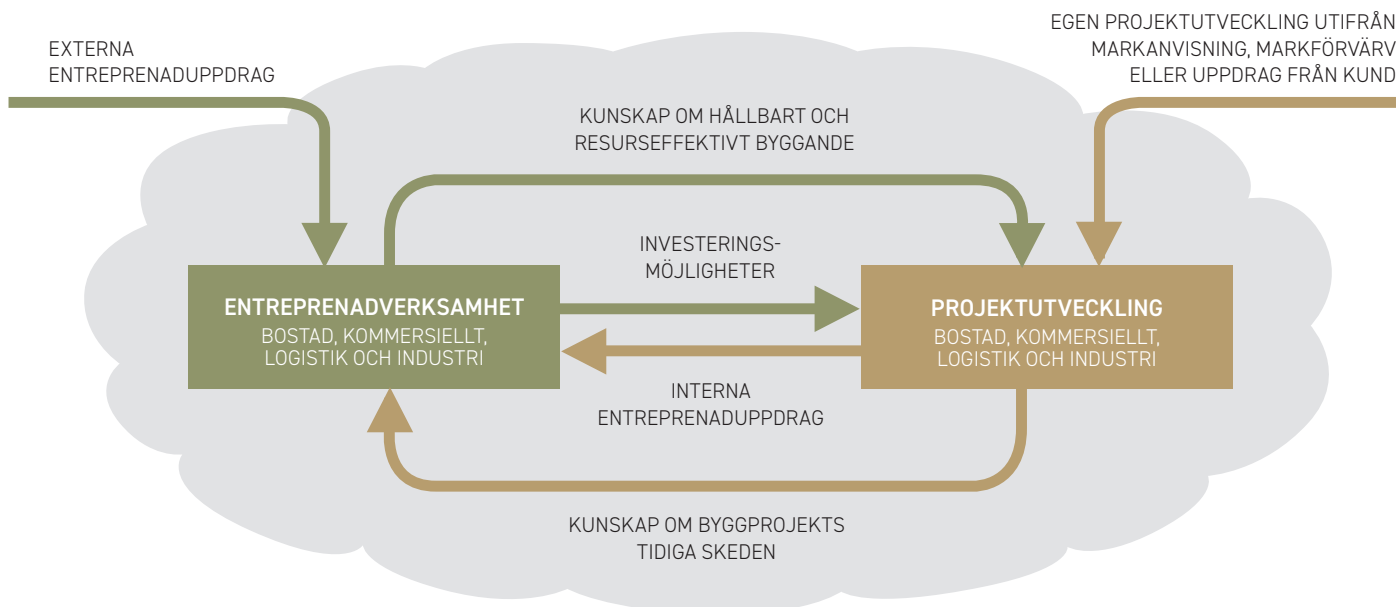 EXTERNA
ENTREPRENADUPPDRAG
EGEN PROJEKTUTVECKLING UTIFRÅN
MARKANVISNING, MARKFÖRVÄRV
ELLER UPPDRAG FRÅN KUND
KUNSKAP OM HÅLLBART OCH
RESURSEFFEKTIVT BYGGANDE
INVESTERINGS-
MÖJLIGHETER
ENTREPRENADVERKSAMHET
BOSTAD, KOMMERSIELLT,
LOGISTIK OCH INDUSTRI
PROJEKTUTVECKLING
BOSTAD, KOMMERSIELLT,
LOGISTIK OCH INDUSTRI
INTERNA
ENTREPRENADUPPDRAG
KUNSKAP OM BYGGPROJEKTS
TIDIGA SKEDEN